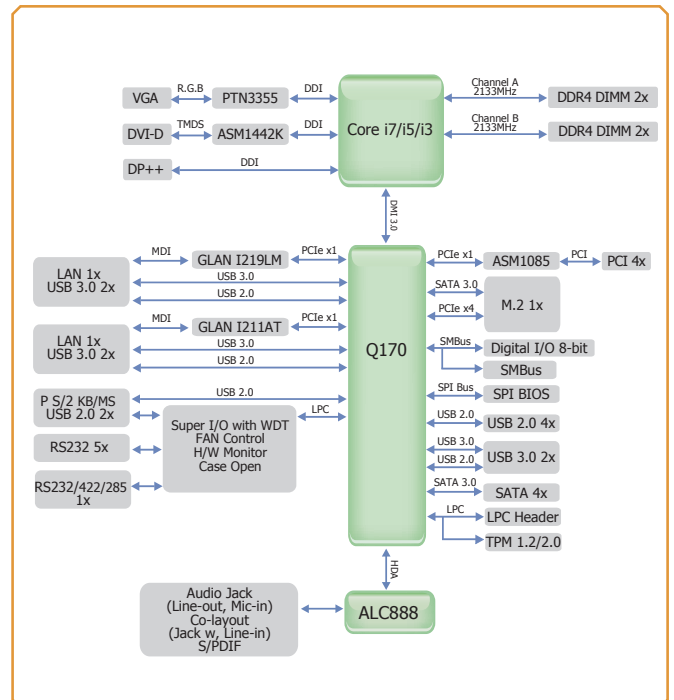 VGA
R.G.B
PTN3355
DDI
Core i7/i5/i3
Channel A
2133MHz
DDR4 DIMM 2x
DVI-D
TMDS
ASM1442K
DDI
Channel B
2133MHz
DDR4 DIMM 2x
DP++
DDI
DMI 3.0
LAN 1x
USB 3.0 2x
MDI
GLAN I219LM
PCIe x1
USB 3.0
USB 2.0
LAN 1x
USB 3.0 2x
MDI
GLAN I211AT
PCIe x1
USB 3.0
USB 2.0
P S/2 KB/MS
USB 2.0 2x
USB 2.0
RS232 5x
RS232/422/285
1x
Super I/O with WDT
FAN Control
H/W Monitor
Case Open
LPC
Q170
PCIe x1
ASM1085
PCI
PCI 4x
SATA 3.0
PCIe x4
M.2 1x
SMBus
Digital I/O 8-bit
SMBus
SPI Bus
SPI BIOS
USB 2.0
USB 2.0 4x
USB 3.0
USB 2.0
USB 3.0 2x
SATA 3.0
SATA 4x
LPC
LPC Header
TPM 1.2/2.0
HDA
Audio Jack
(Line-out, Mic-in)
Co-layout
(Jack w, Line-in)
S/PDIF
ALC888